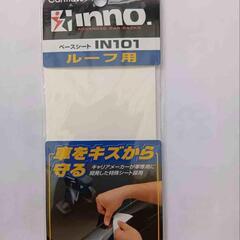 inno.
ADVANCED CAR RACKS
ベースシート IN101
ルーフ用
車をキズから
守る
キャリアメーカーが車専用に
開発した特殊シート採用